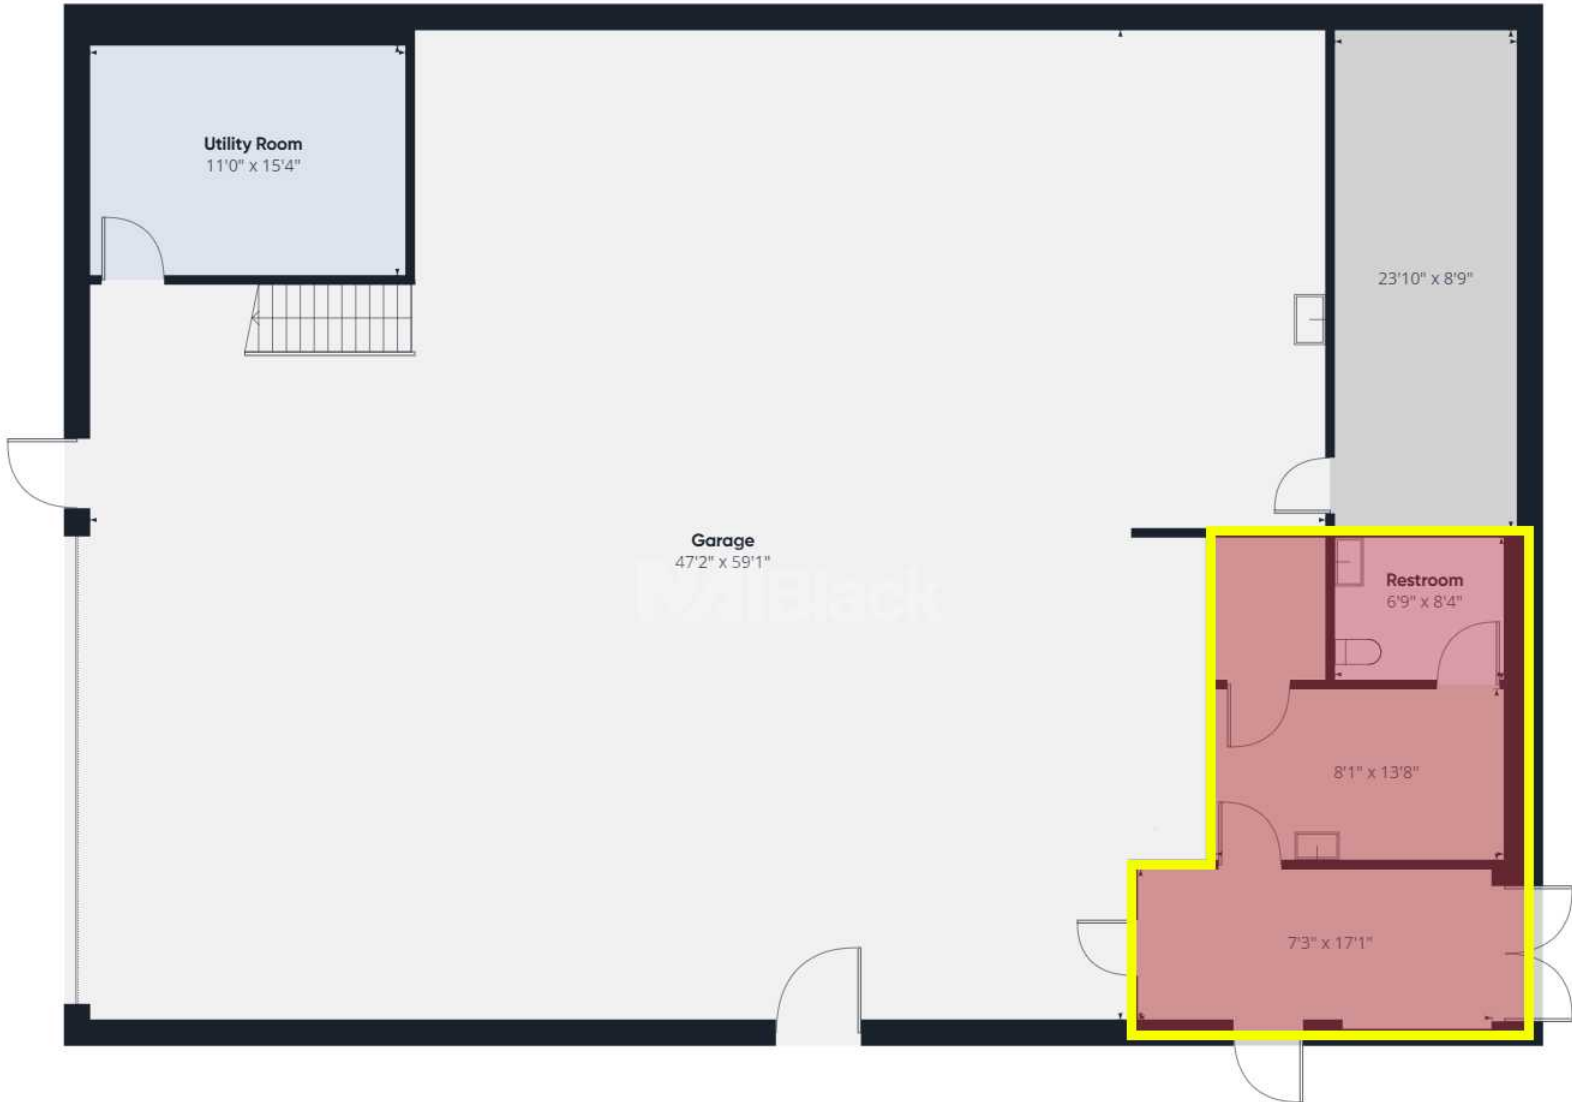 Utility Room
11'0" x 15'4"
23'10" x 8'9"
Garage
47'2" x 59'1"
Black
Restroom
6'9" x 8'4"
8'1" x 13'8"
7'3" x 17'1"